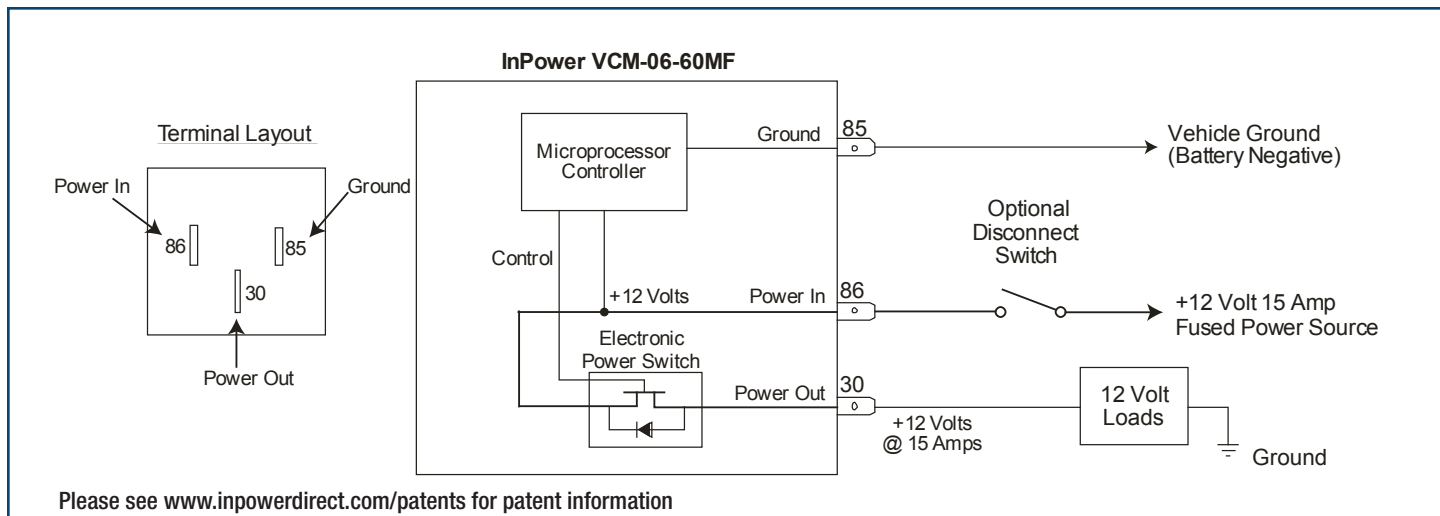 InPower VCM-06-60MF
Terminal Layout
Power In
Ground
86
85
30
Power Out
Microprocessor
Controller
Ground
85
Vehicle Ground
(Battery Negative)
Control
+12 Volts
Power In
86
Optional
Disconnect
Switch
+12 Volt 15 Amp
Fused Power Source
Electronic
Power Switch
Power Out
30
+12 Volts
@ 15 Amps
12 Volt
Loads
Ground
Please see www.inpowerdirect.com/patents for patent information